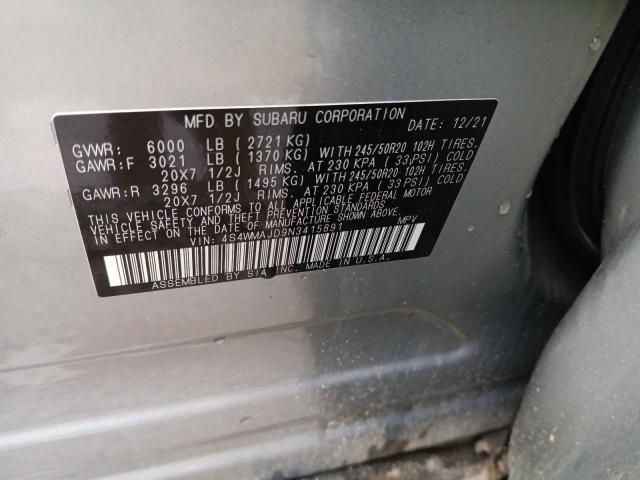 MFD BY SUBARU CORPORATION
DATE: 12/21
GVWR: 6000 LB ( 2721 KG)
GAWR:F 3021 LB ( 1370 KG) WITH 245/50R20 102H TIRES.
20X7 1/2J RIMS. AT 230 KPA ( 33 PSI) COLD
GAWR:R 3296 LB ( 1495 KG) WITH 245/50R20 102H TIRES.
20X7 1/2J RIMS. AT 230 KPA ( 33 PSI) COLD
THIS VEHICLE CONFORMS TO ALL APPLICABLE FEDERAL MOTOR
VEHICLE SAFETY AND THEFT PREVENTION STANDARDS
IN EFFECT ON THE DATE OF MANUFACTURE SHOWN ABOVE.
VIN: 4S4WMAJD9N3415891 MPV
ASSEMBLED BY SIA INC. MADE IN U.S.A.